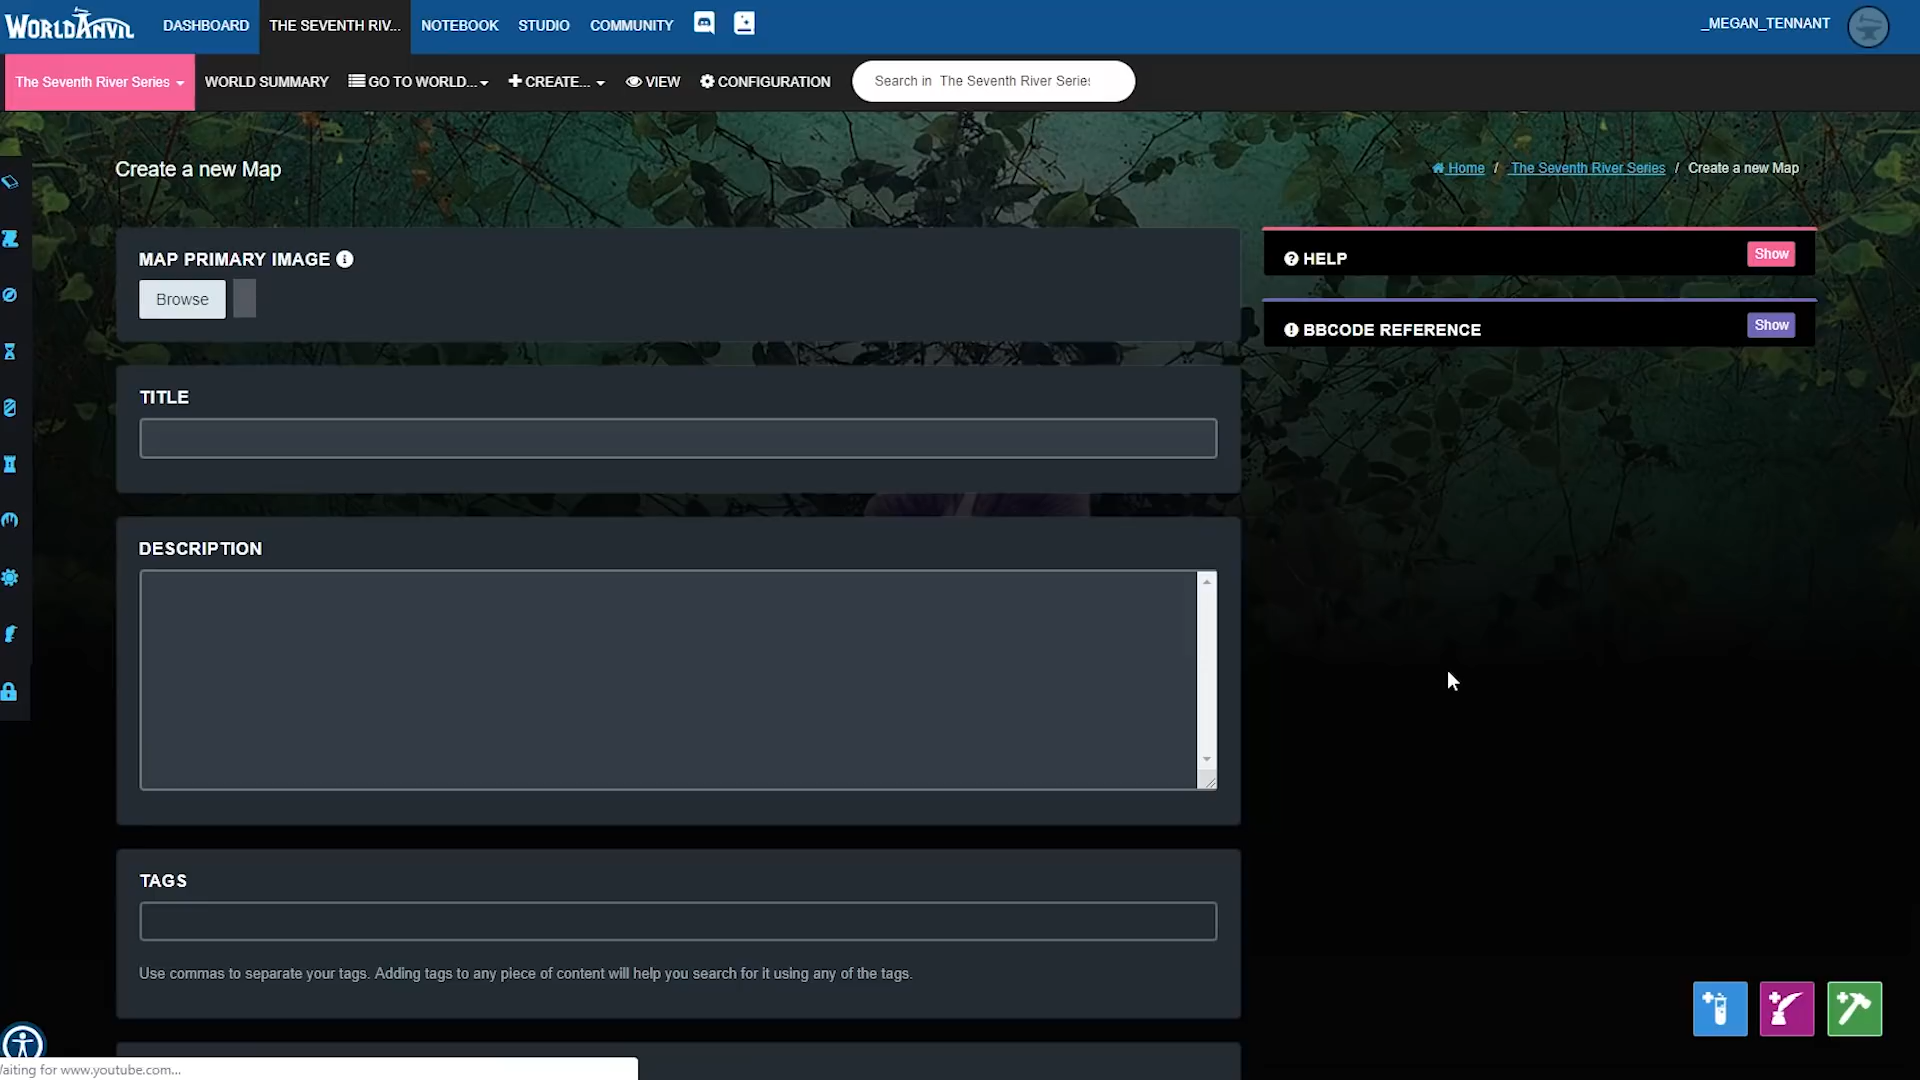 WORLDANVIL
DASHBOARD
THE SEVENTH RIV...
NOTEBOOK
STUDIO
COMMUNITY
_MEGAN_TENNANT
The Seventh River Series
WORLD SUMMARY
GO TO WORLD...
CREATE...
VIEW
CONFIGURATION
Search in The Seventh River Serie
Create a new Map
Home / The Seventh River Series / Create a new Map
MAP PRIMARY IMAGE
Browse
HELP
Show
BBCODE REFERENCE
Show
TITLE
DESCRIPTION
TAGS
Use commas to separate your tags. Adding tags to any piece of content will help you search for it using any of the tags.
aiting for www.youtube.com...